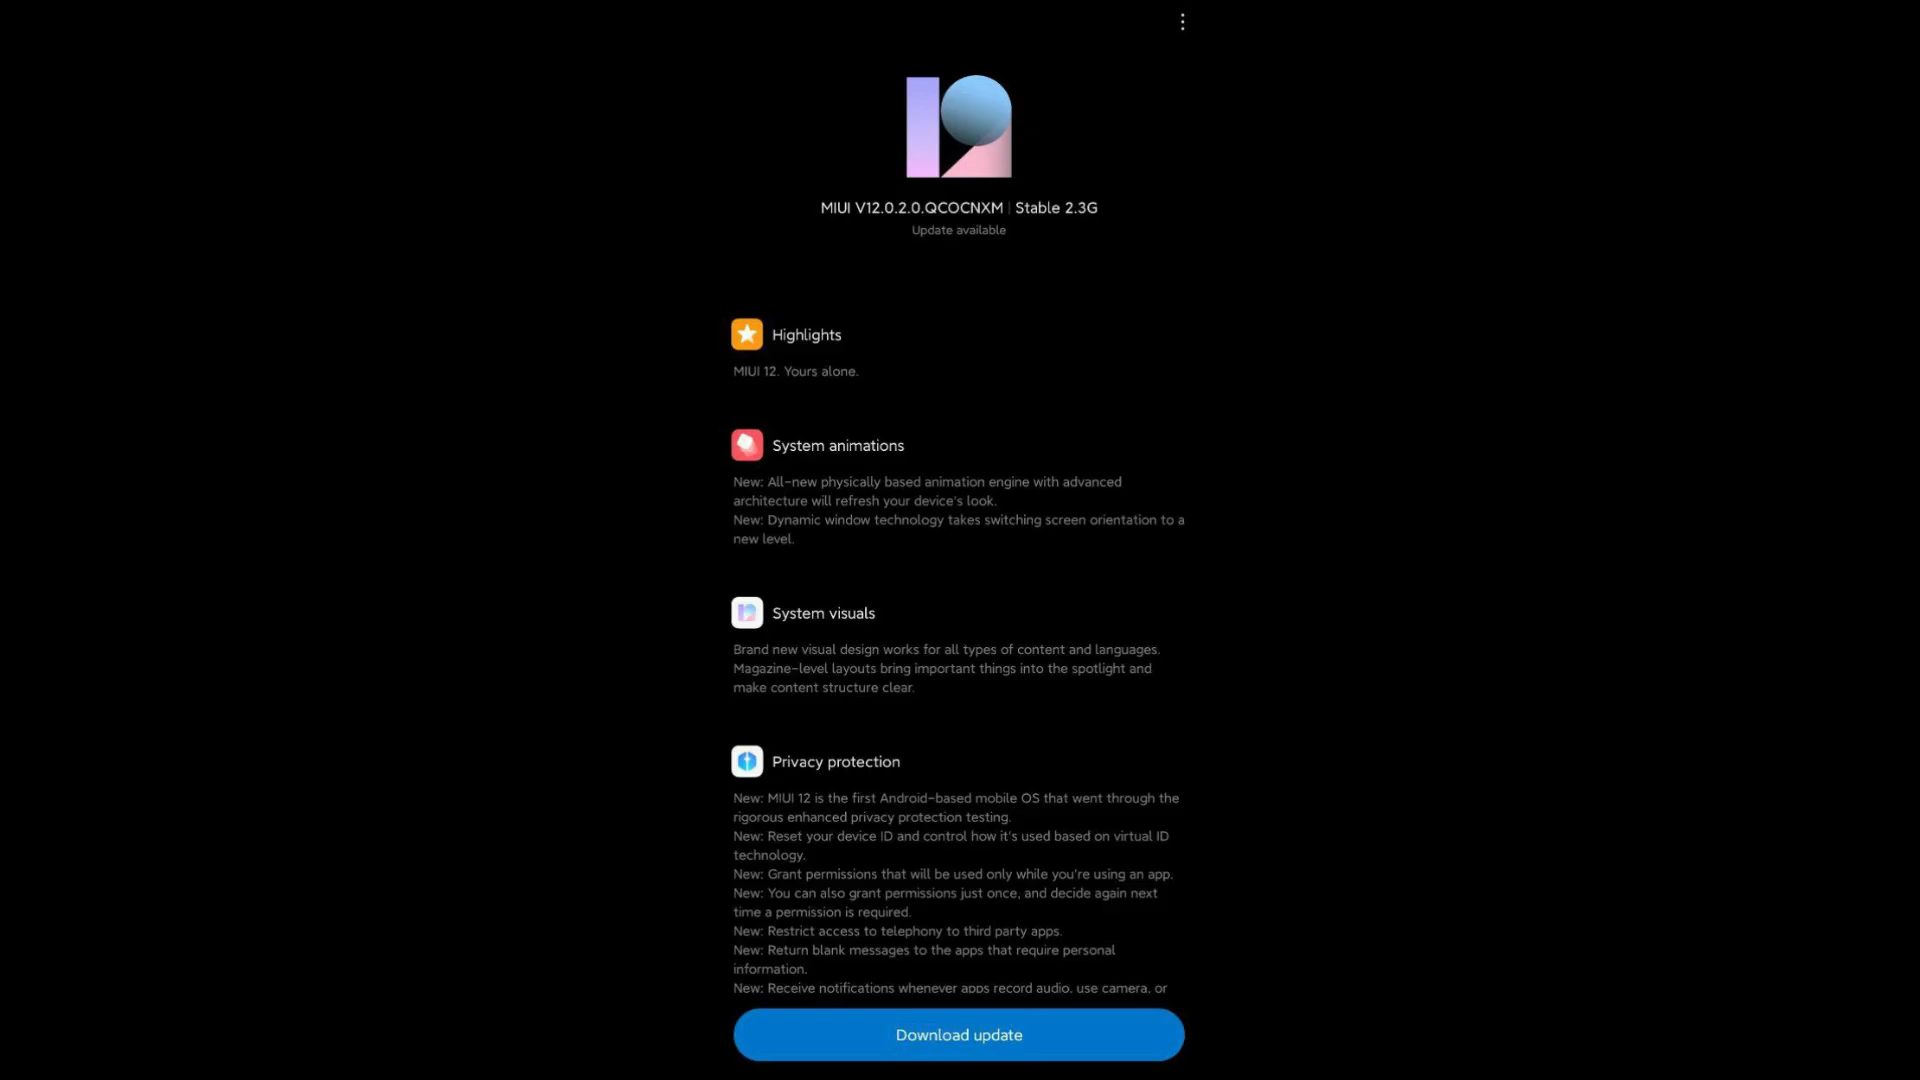 MIUI V12.0.2.0.QCOCNXM | Stable 2.3G
Update available
Highlights
MIUI 12. Yours alone.
System animations
New: All-new physically based animation engine with advanced
architecture will refresh your device's look.
New: Dynamic window technology takes switching screen orientation to a
new level.
System visuals
Brand new visual design works for all types of content and languages.
Magazine-level layouts bring important things into the spotlight and
make content structure clear.
Privacy protection
New: MIUI 12 is the first Android-based mobile OS that went through the
rigorous enhanced privacy protection testing.
New: Reset your device ID and control how it's used based on virtual ID
technology.
New: Grant permissions that will be used only while you're using an app.
New: You can also grant permissions just once, and decide again next
time a permission is required.
New: Restrict access to telephony to third party apps.
New: Return blank messages to the apps that require personal
information.
New: Receive notifications whenever apps record audio, use camera, or
Download update